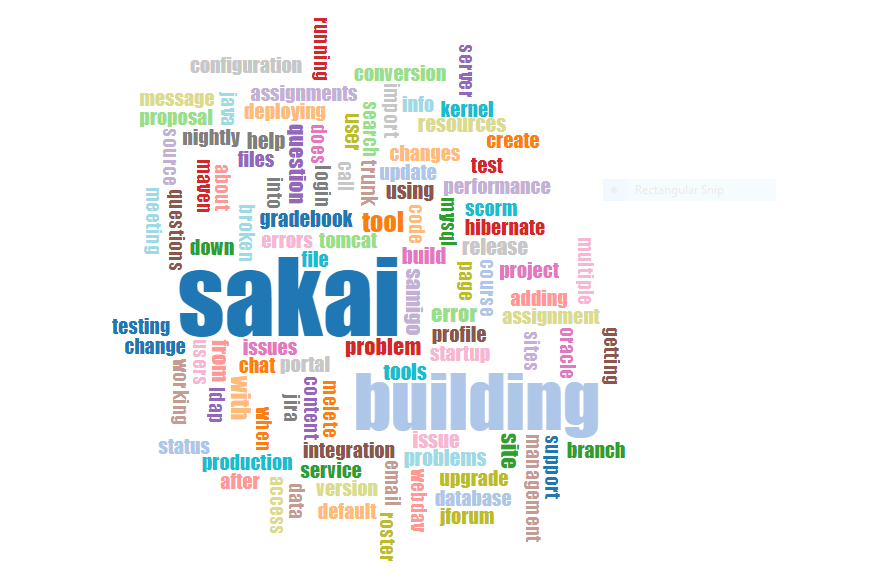 running
configuration
conversion
server
message
java
assignments
import
info
kernel
proposal
deploying
search
resources
source
nightly
help
question
does
user
create
files
changes
test
maven
about
into
login
call
trunk
update
using
performance
meeting
questions
broken
gradebook
tool
code
mysql
scorm
hibernate
down
errors
tomcat
release
file
build
multiple
sakai
samigo
page
course
project
adding
error
assignment
testing
profile
change
users
from
issues
problem
startup
sites
oracle
getting
working
ldap
chat
portal
tools
with
building
when
jira
content
melete
status
integration
issue
site
management
support
branch
production
service
problems
after
access
data
version
email
webdav
upgrade
database
default
roster
jforum
Rectangular Snip